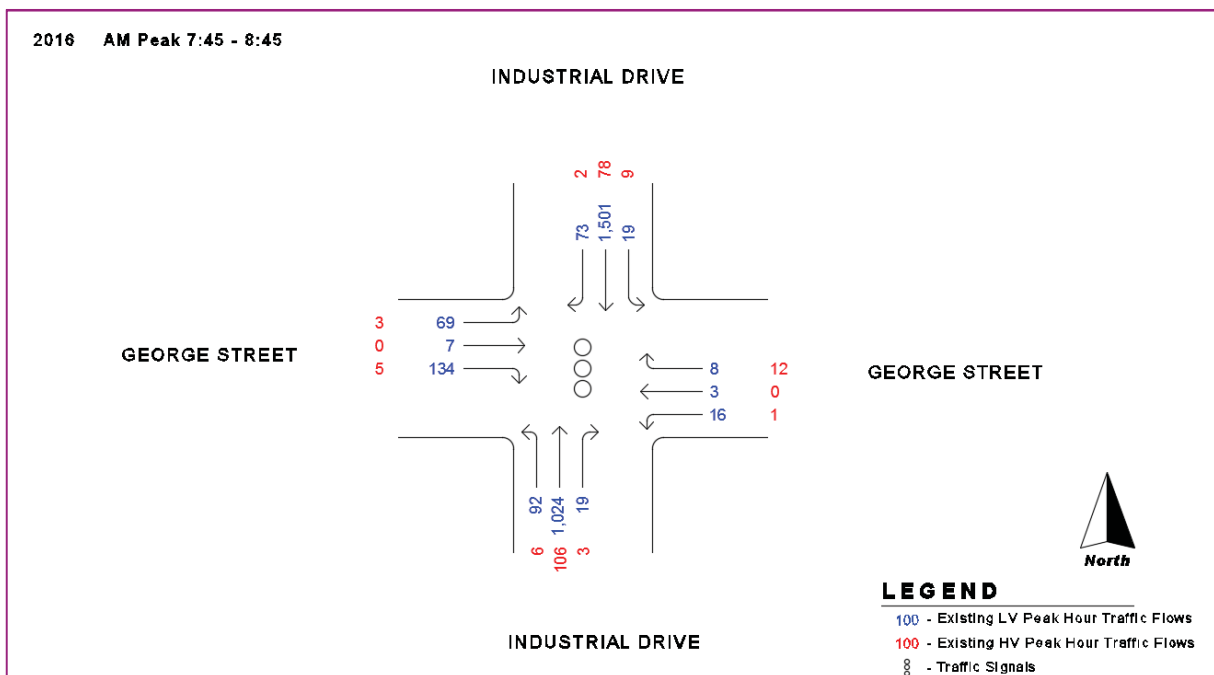 2016 AM Peak 7:45 - 8:45
INDUSTRIAL DRIVE
2 78 9
73 1,501 19
3 69
0 7
5 134
GEORGE STREET
8 12
3 0
16 1
GEORGE STREET
92 1,024 19
6 106 3
North
INDUSTRIAL DRIVE
LEGEND
100 - Existing LV Peak Hour Traffic Flows
100 - Existing HV Peak Hour Traffic Flows
- Traffic Signals